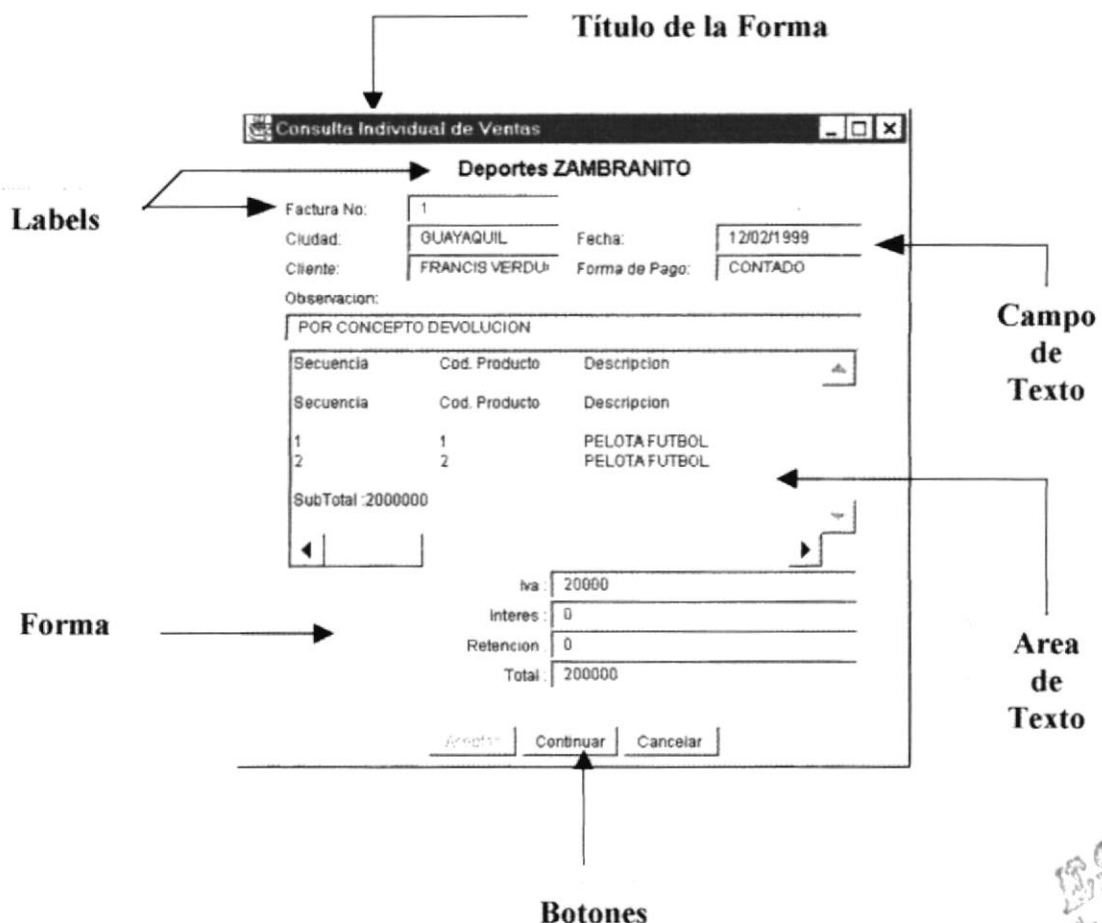 Título de la Forma
Consulta Individual de Ventas
Deportes ZAMBRANITO
Labels
Factura No: 1
Ciudad: GUAYAQUIL Fecha: 12/02/1999
Cliente: FRANCIS VERDU Forma de Pago: CONTADO
Observacion:
POR CONCEPTO DEVOLUCION
Campo
de
Texto
Secuencia Cod. Producto Descripcion
Secuencia Cod. Producto Descripcion
1 1 PELOTA FUTBOL
2 2 PELOTA FUTBOL
SubTotal :2000000
Iva : 20000
Interes : 0
Retencion : 0
Total : 200000
Forma
Area
de
Texto
Aceptar Continuar Cancelar
Botones